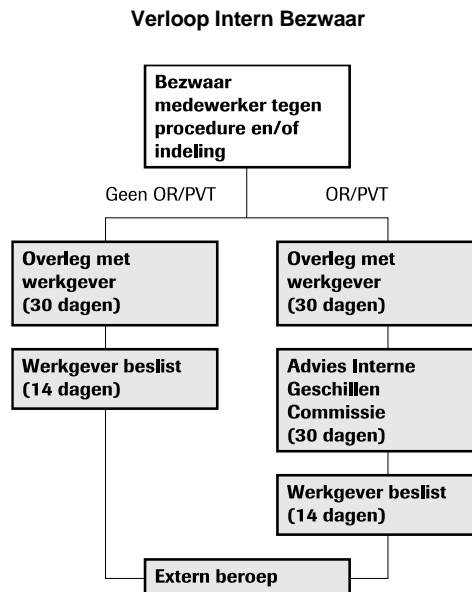 Verloop Intern Bezwaar
Bezwaar
medewerker tegen
procedure en/of
indeling
Geen OR/PVT
OR/PVT
Overleg met
werkgever
(30 dagen)
Overleg met
werkgever
(30 dagen)
Werkgever beslist
(14 dagen)
Advies Interne
Geschillen
Commissie
(30 dagen)
Werkgever beslist
(14 dagen)
Extern beroep